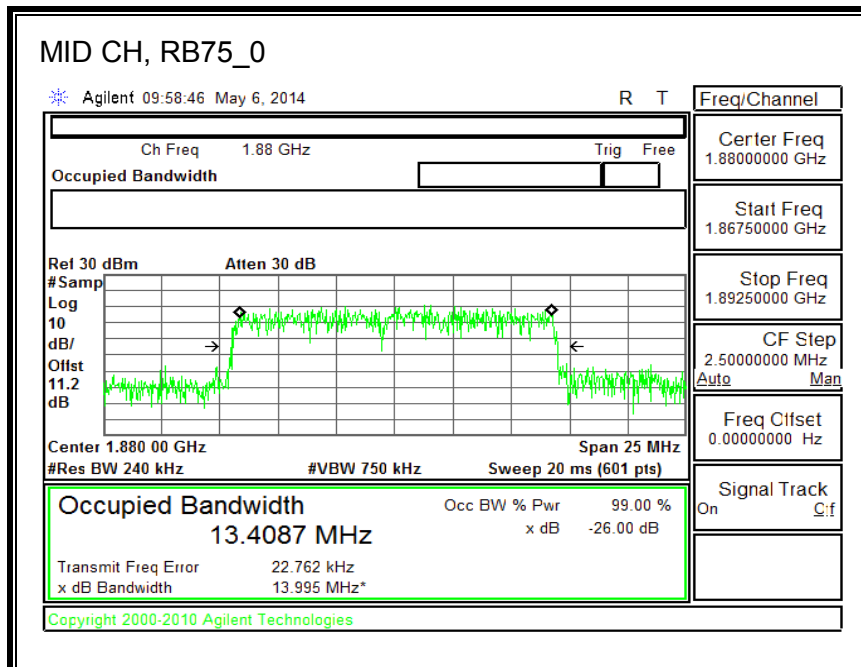 MID CH, RB75_0
Agilent 09:58:46 May 6, 2014 R T
Freq/Channel
Ch Freq 1.88 GHz Trig Free
Occupied Bandwidth
Center Freq
1.88000000 GHz
Start Freq
1.86750000 GHz
Stop Freq
1.89250000 GHz
CF Step
2.50000000 MHz
Auto Man
Freq Offset
0.00000000 Hz
Signal Track
On Off
Ref 30 dBm Atten 30 dB
#Samp
Log
10
dB/
Offst
11.2
dB
Center 1.880 00 GHz Span 25 MHz
#Res BW 240 kHz #VBW 750 kHz Sweep 20 ms (601 pts)
Occupied Bandwidth
13.4087 MHz
Occ BW % Pwr 99.00 %
x dB -26.00 dB
Transmit Freq Error 22.762 kHz
x dB Bandwidth 13.995 MHz*
Copyright 2000-2010 Agilent Technologies